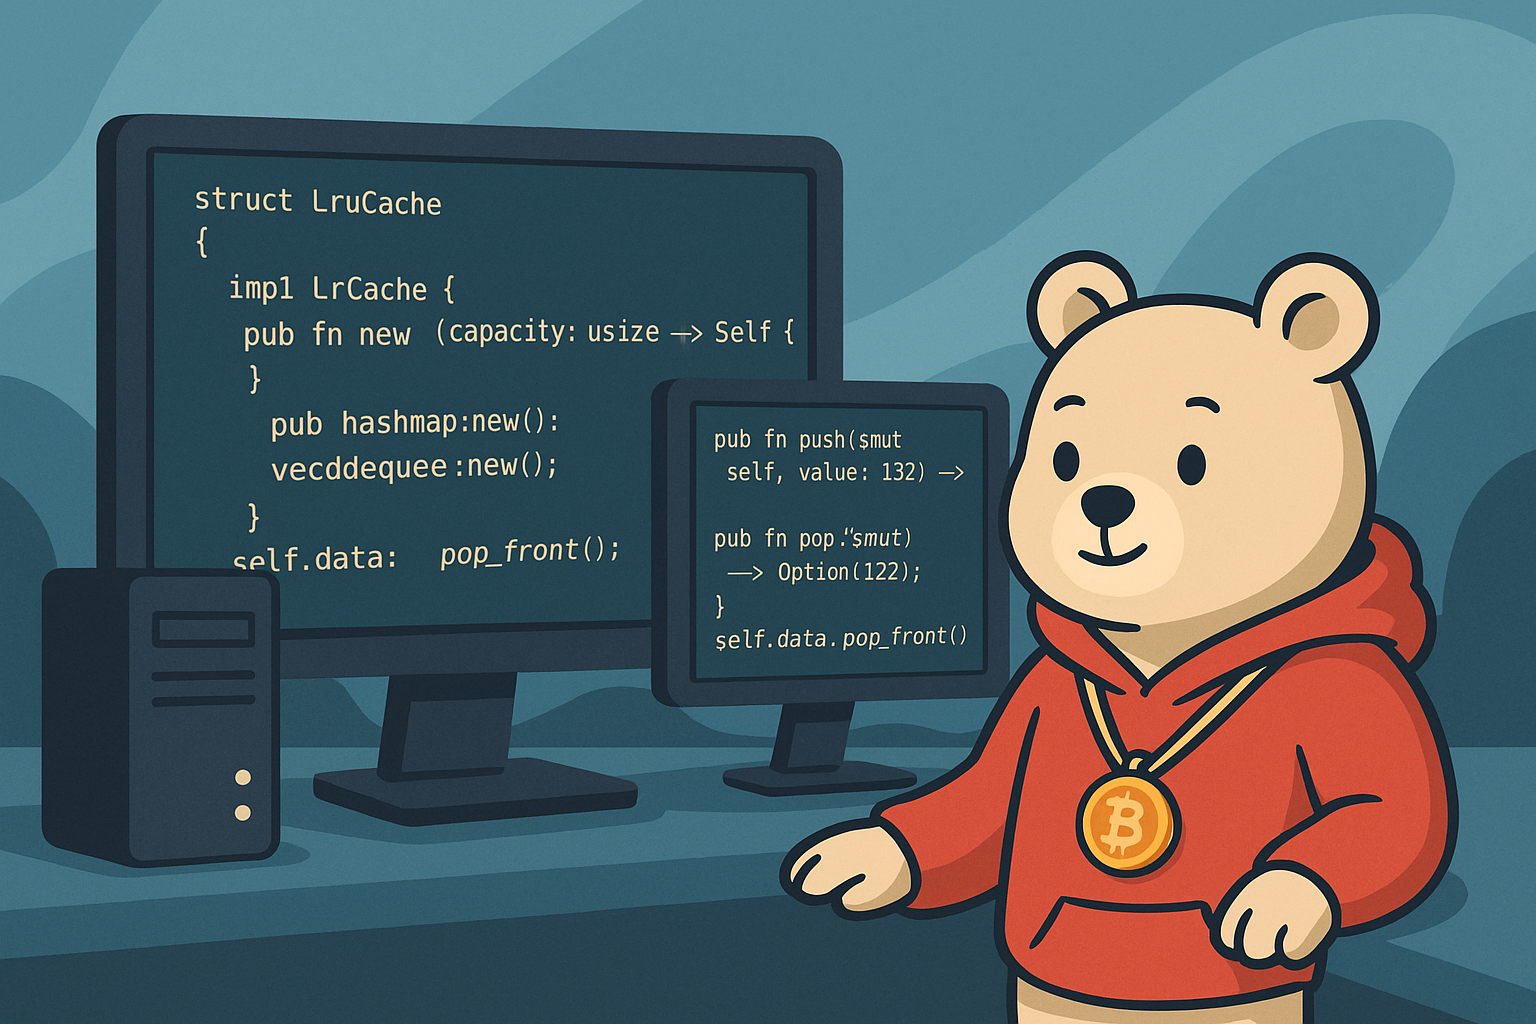 struct LruCache
{
imp1 LrCache {
pub fn new (capacity: usize —> Self {
}
pub hashmap:new():
vecddequee:new();
}
self.data: pop_front();
pub fn push($mut
self, value: 132) —>
pub fn pop.“$mut)
—> Option(122);
}
$elf.data.pop_front()